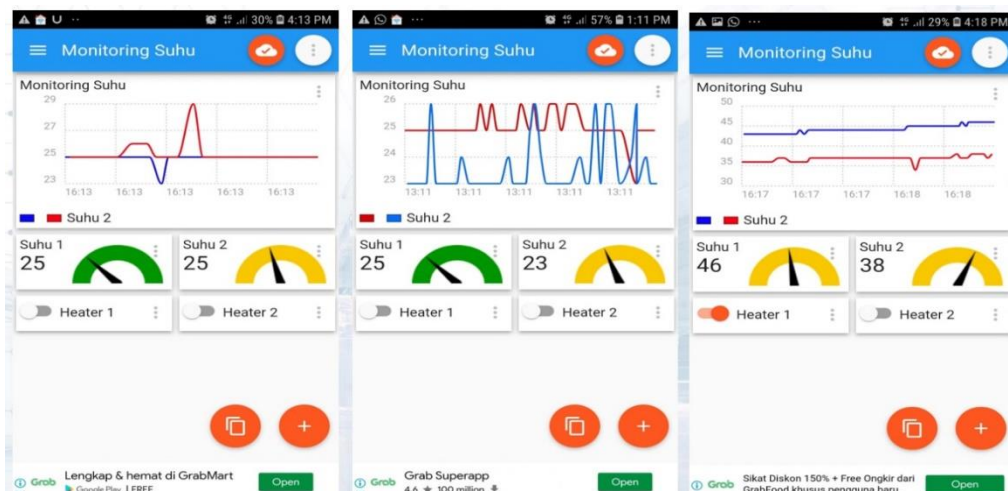 30% 4:13 PM
Monitoring Suhu
Monitoring Suhu
29
27
25
23
16:13 16:13 16:13 16:13 16:13
Suhu 2
Suhu 1
25
Suhu 2
25
Heater 1
Heater 2
Grab
Lengkap & hemat di GrabMart
Google Play | FREE
Open
57% 1:11 PM
Monitoring Suhu
Monitoring Suhu
26
25
24
23
13:11 13:11 13:11 13:11 13:11
Suhu 2
Suhu 1
25
Suhu 2
23
Heater 1
Heater 2
Grab
Grab Superapp
4.6 ★ 100 million
Open
29% 4:18 PM
Monitoring Suhu
Monitoring Suhu
50
45
40
35
30
16:17 16:17 16:17 16:18 16:18
Suhu 2
Suhu 1
46
Suhu 2
38
Heater 1
Heater 2
Grab
Sikat Diskon 150% + Free Ongkir dari
GrabFood khusus pengguna baru
Open